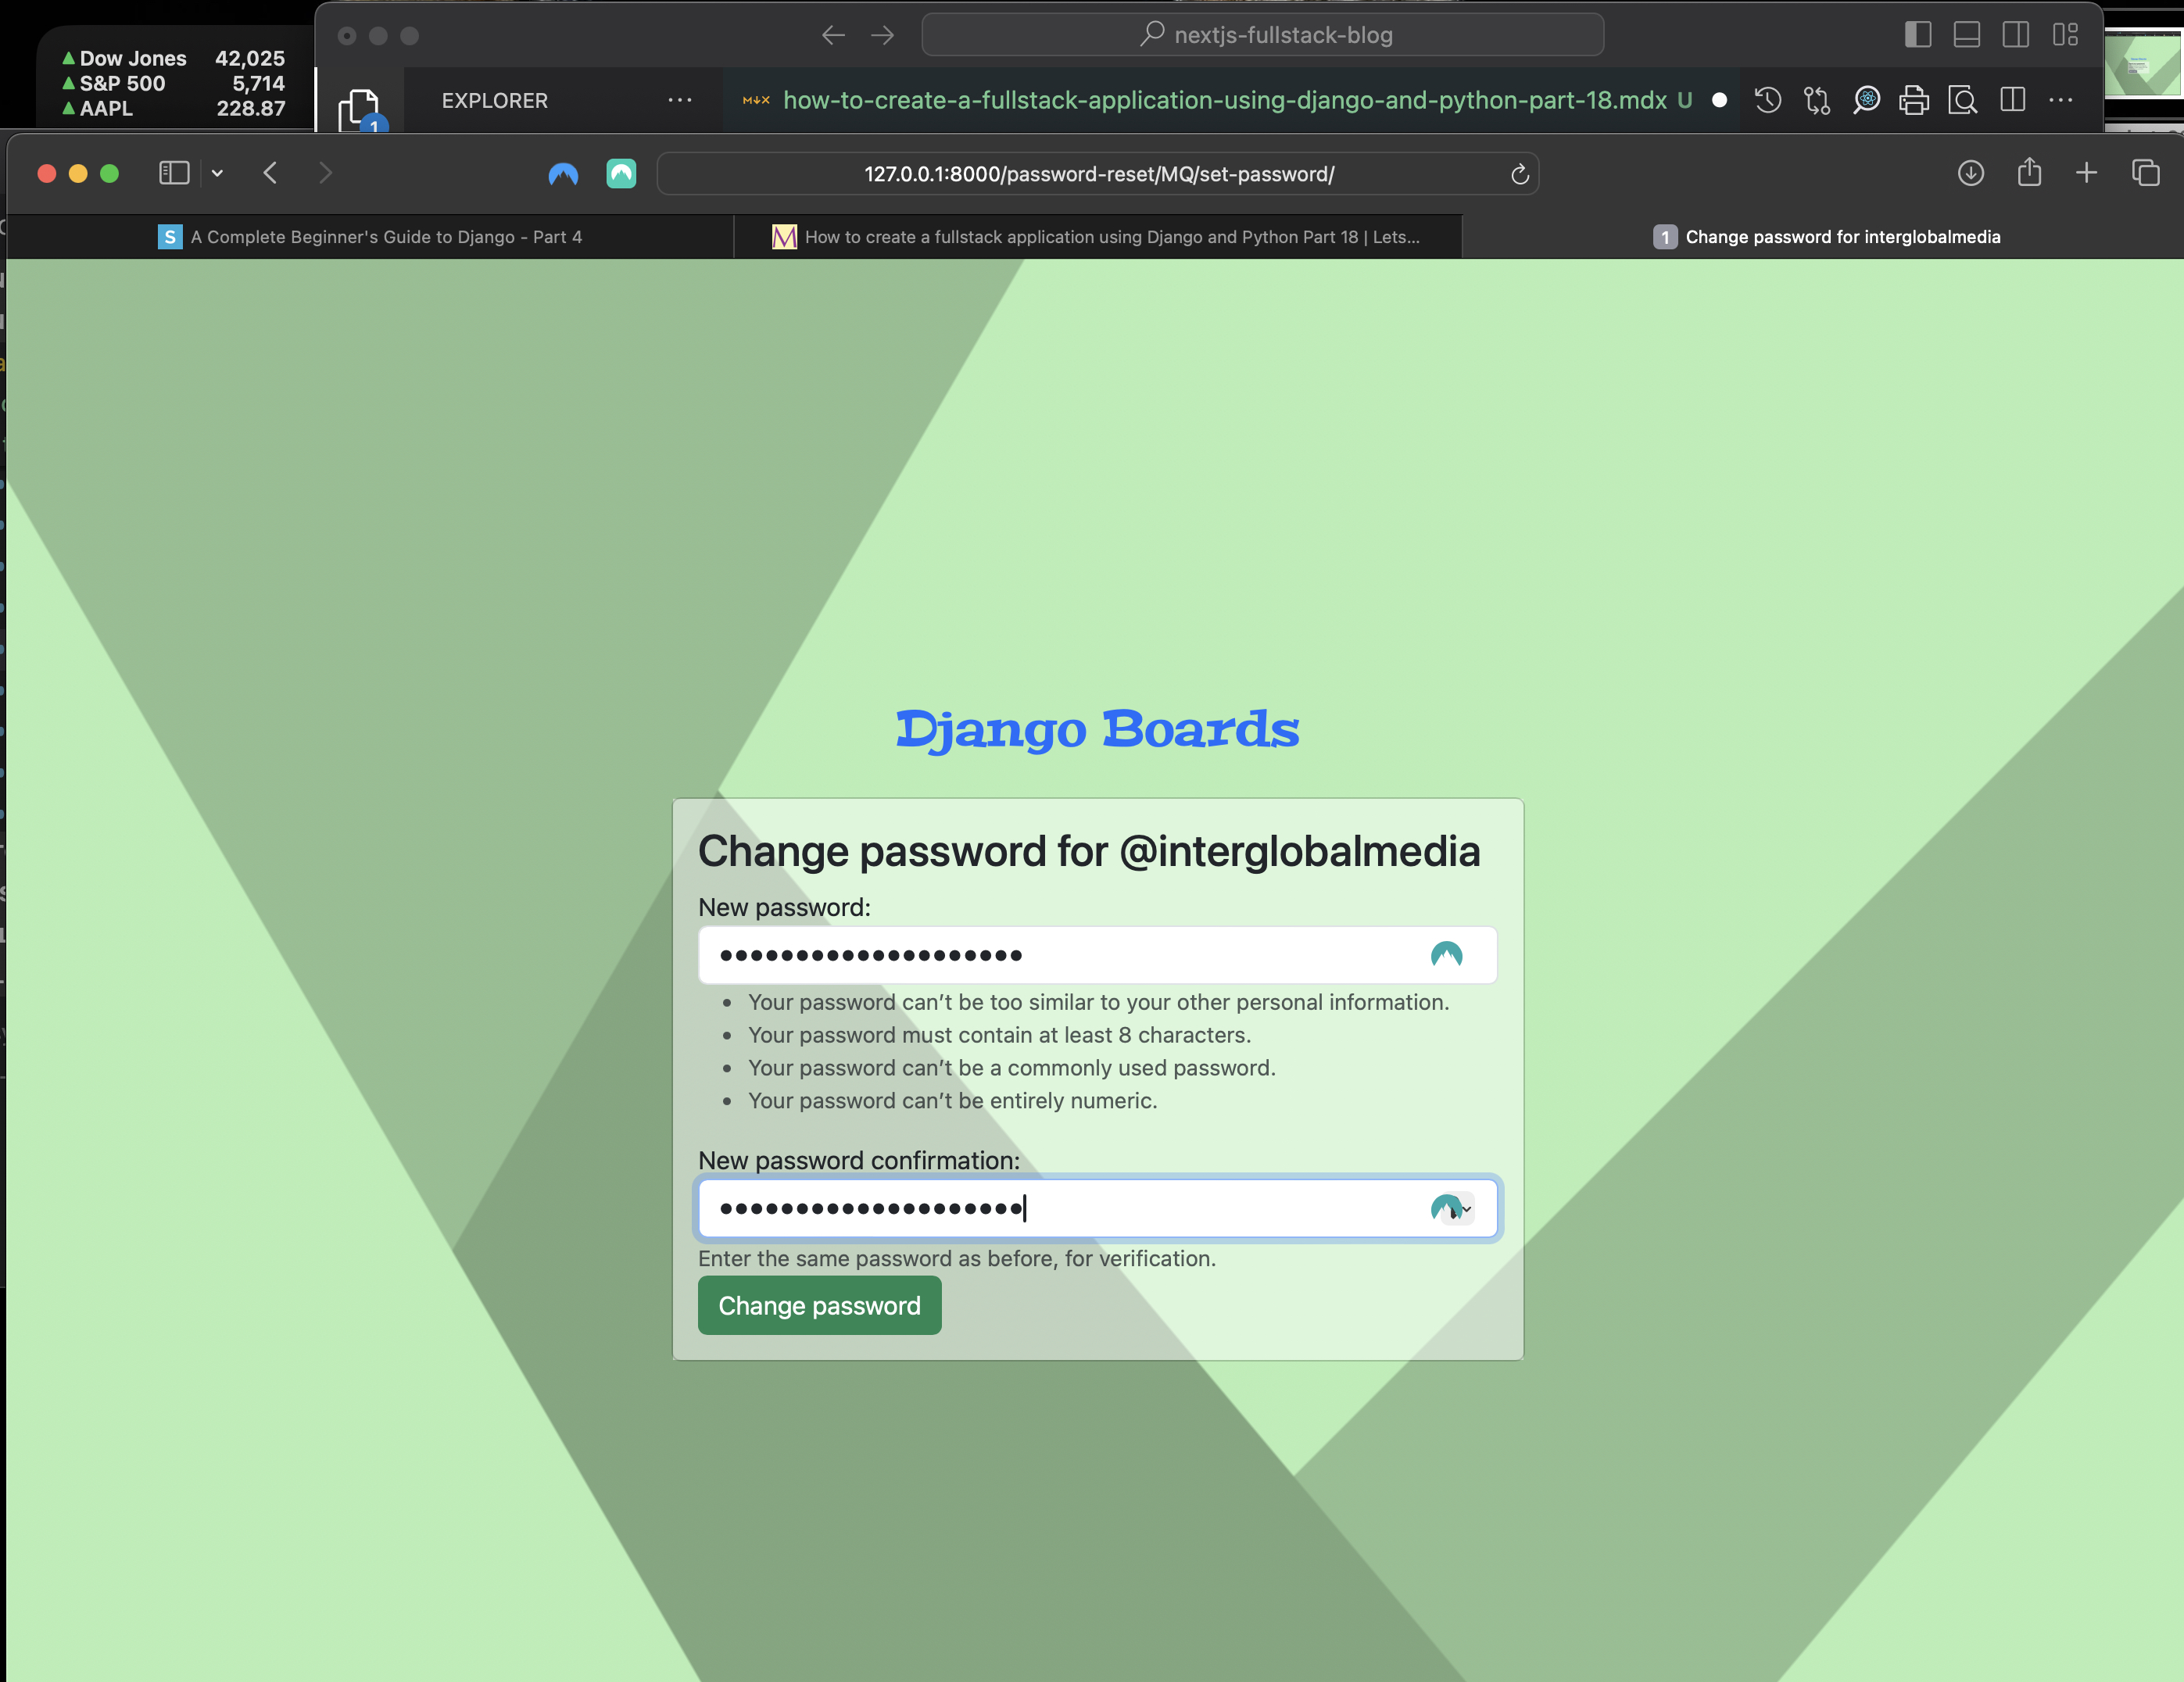 Dow Jones 42,025
S&P 500 5,714
AAPL 228.87
nextjs-fullstack-blog
EXPLORER
how-to-create-a-fullstack-application-using-django-and-python-part-18.mdx U
1
127.0.0.1:8000/password-reset/MQ/set-password/
S A Complete Beginner's Guide to Django - Part 4
M How to create a fullstack application using Django and Python Part 18 | Lets...
1 Change password for interglobalmedia
Django Boards
Change password for @interglobalmedia
New password:
Your password can’t be too similar to your other personal information.
Your password must contain at least 8 characters.
Your password can’t be a commonly used password.
Your password can’t be entirely numeric.
New password confirmation:
Enter the same password as before, for verification.
Change password